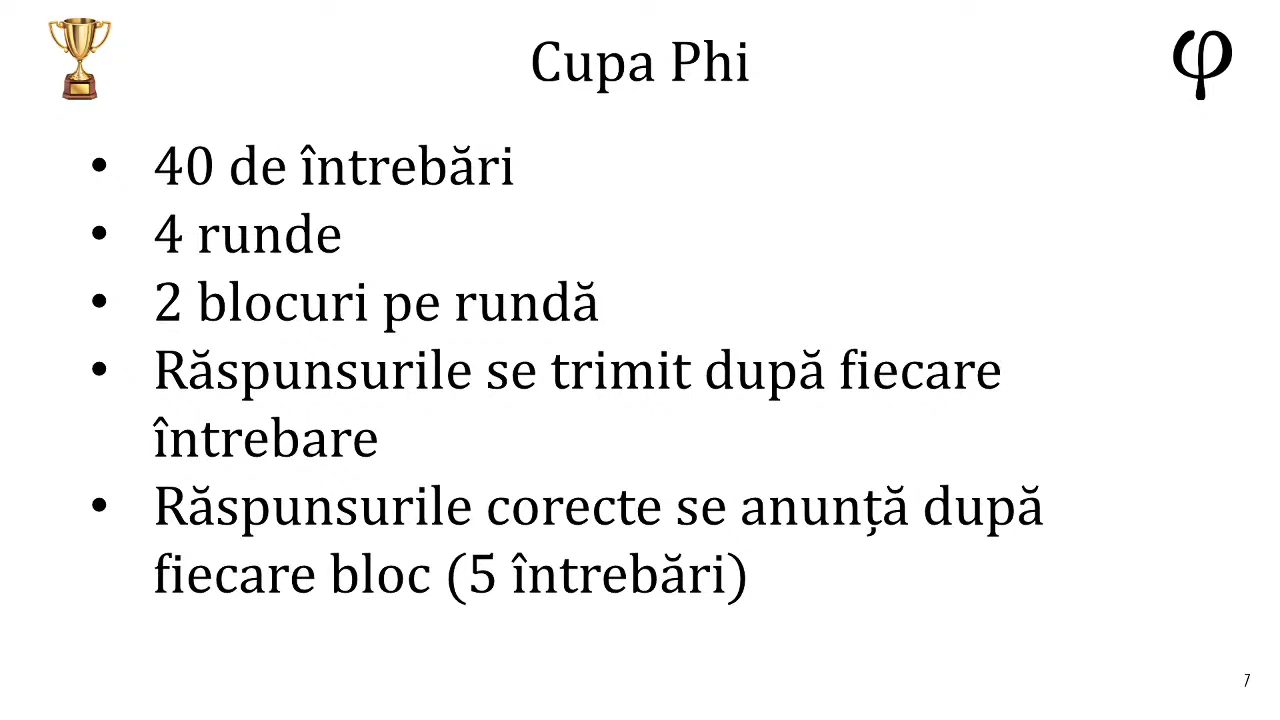 Cupa Phi
φ
• 40 de întrebări
• 4 runde
• 2 blocuri pe rundă
• Răspunsurile se trimit după fiecare
întrebare
• Răspunsurile corecte se anunță după
fiecare bloc (5 întrebări)
7